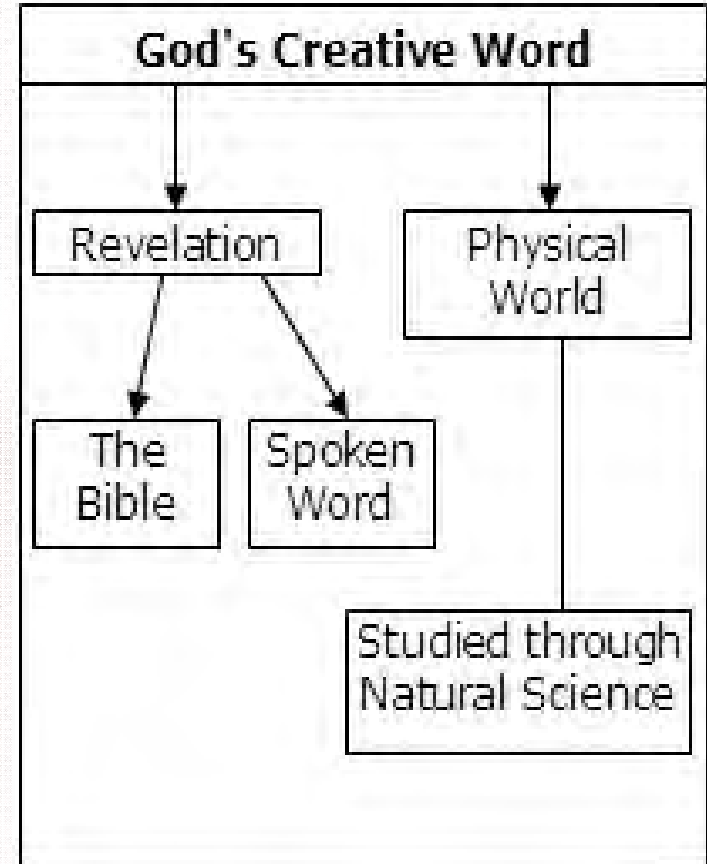 God's Creative Word
Revelation
Physical
World
The
Bible
Spoken
Word
Studied through
Natural Science